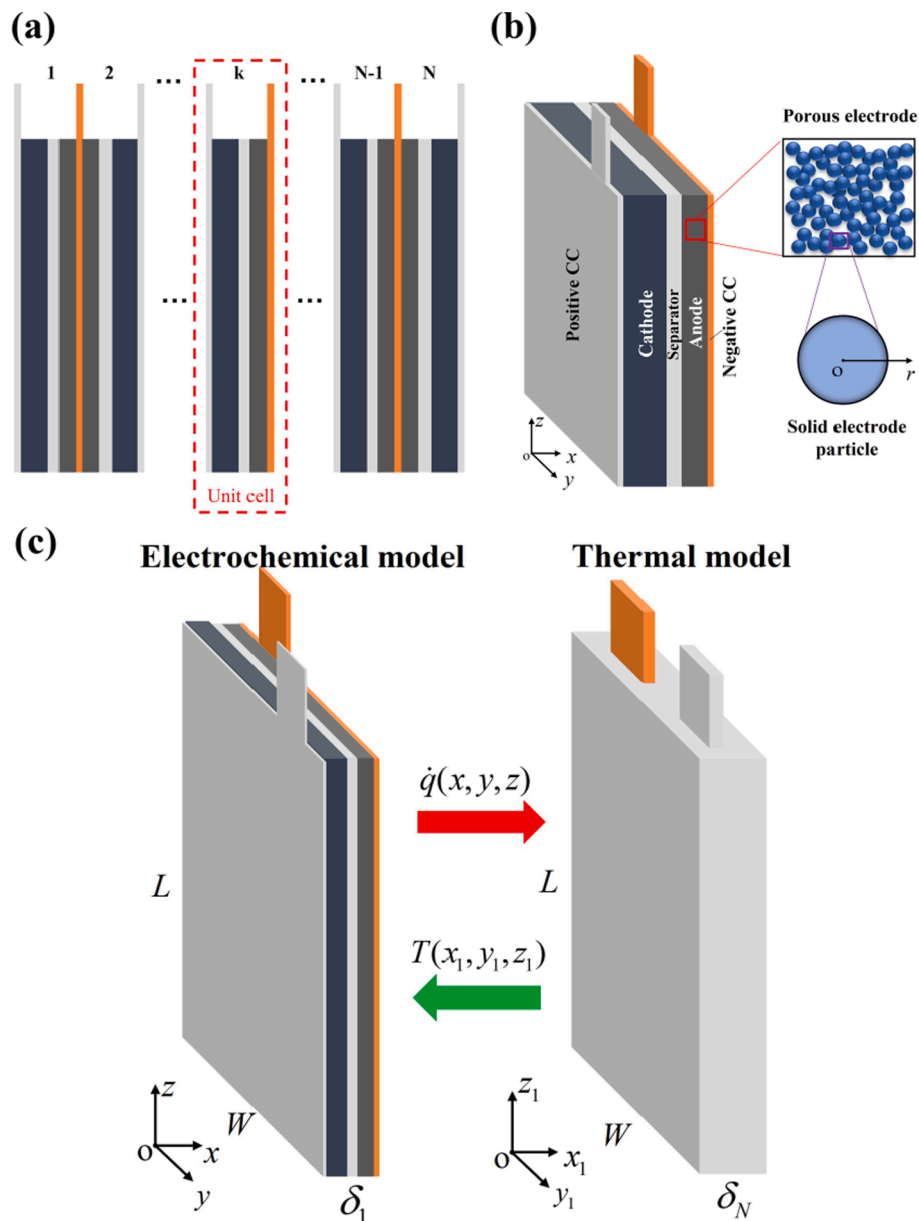 (a)
1 2 ... k ... N-1 N
... ...
Unit cell
(b)
Porous electrode
Positive CC
Cathode
Separator
Anode
Negative CC
o r
Solid electrode
particle
z
o x
y
(c)
Electrochemical model
Thermal model
q̇(x, y, z)
L
L
T(x₁, y₁, z₁)
z
o x
y
W
δ₁
z₁
o x₁
y₁
W
δ_N